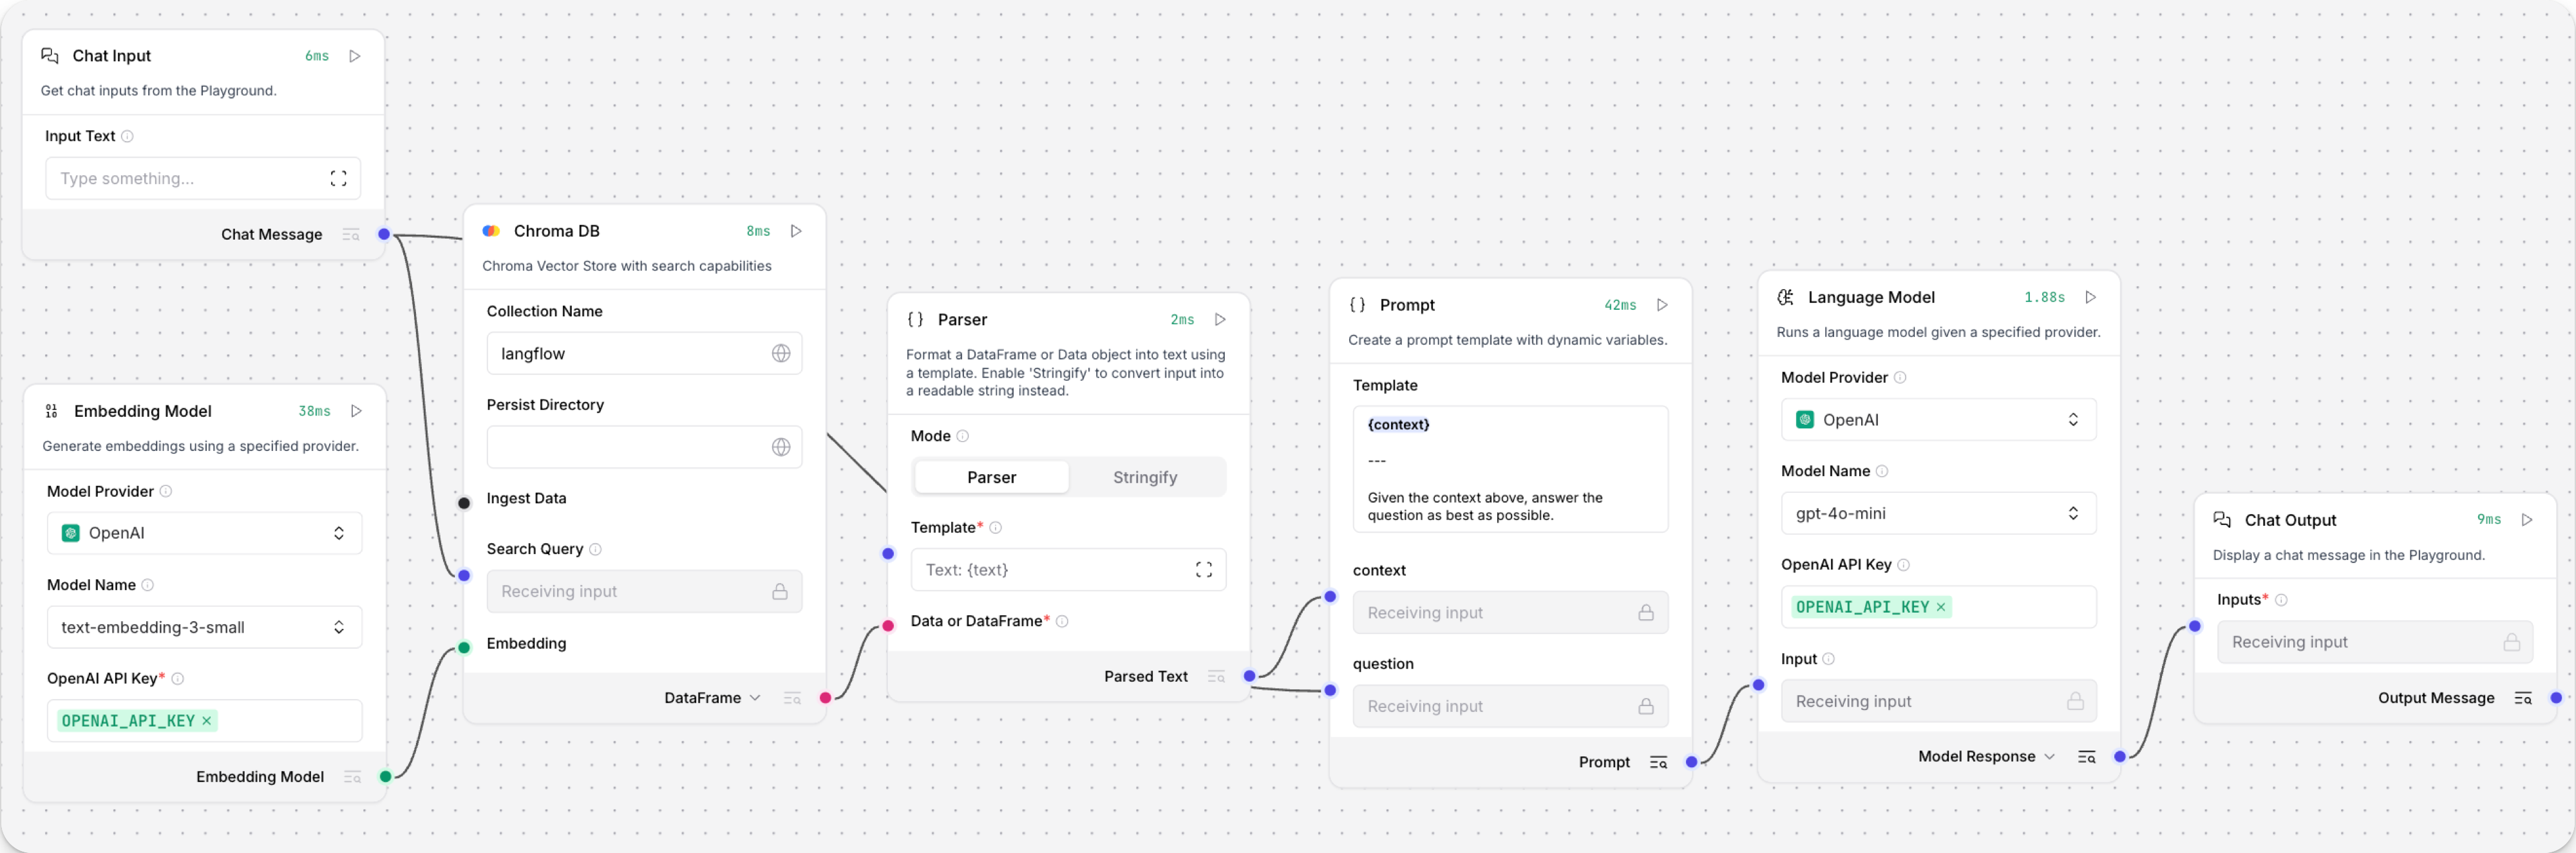 Chat Input
6ms
Get chat inputs from the Playground.
Input Text
Type something...
Chat Message
Embedding Model
38ms
Generate embeddings using a specified provider.
Model Provider
OpenAI
Model Name
text-embedding-3-small
OpenAI API Key*
OPENAI_API_KEY ×
Embedding Model
Chroma DB
8ms
Chroma Vector Store with search capabilities
Collection Name
langflow
Persist Directory
Ingest Data
Search Query
Receiving input
Embedding
DataFrame
Parser
2ms
Format a DataFrame or Data object into text using
a template. Enable 'Stringify' to convert input into
a readable string instead.
Mode
Parser
Stringify
Template*
Text: {text}
Data or DataFrame*
Parsed Text
Prompt
42ms
Create a prompt template with dynamic variables.
Template
{context}
---
Given the context above, answer the
question as best as possible.
context
Receiving input
question
Receiving input
Prompt
Language Model
1.88s
Runs a language model given a specified provider.
Model Provider
OpenAI
Model Name
gpt-4o-mini
OpenAI API Key
OPENAI_API_KEY ×
Input
Receiving input
Model Response
Chat Output
9ms
Display a chat message in the Playground.
Inputs*
Receiving input
Output Message